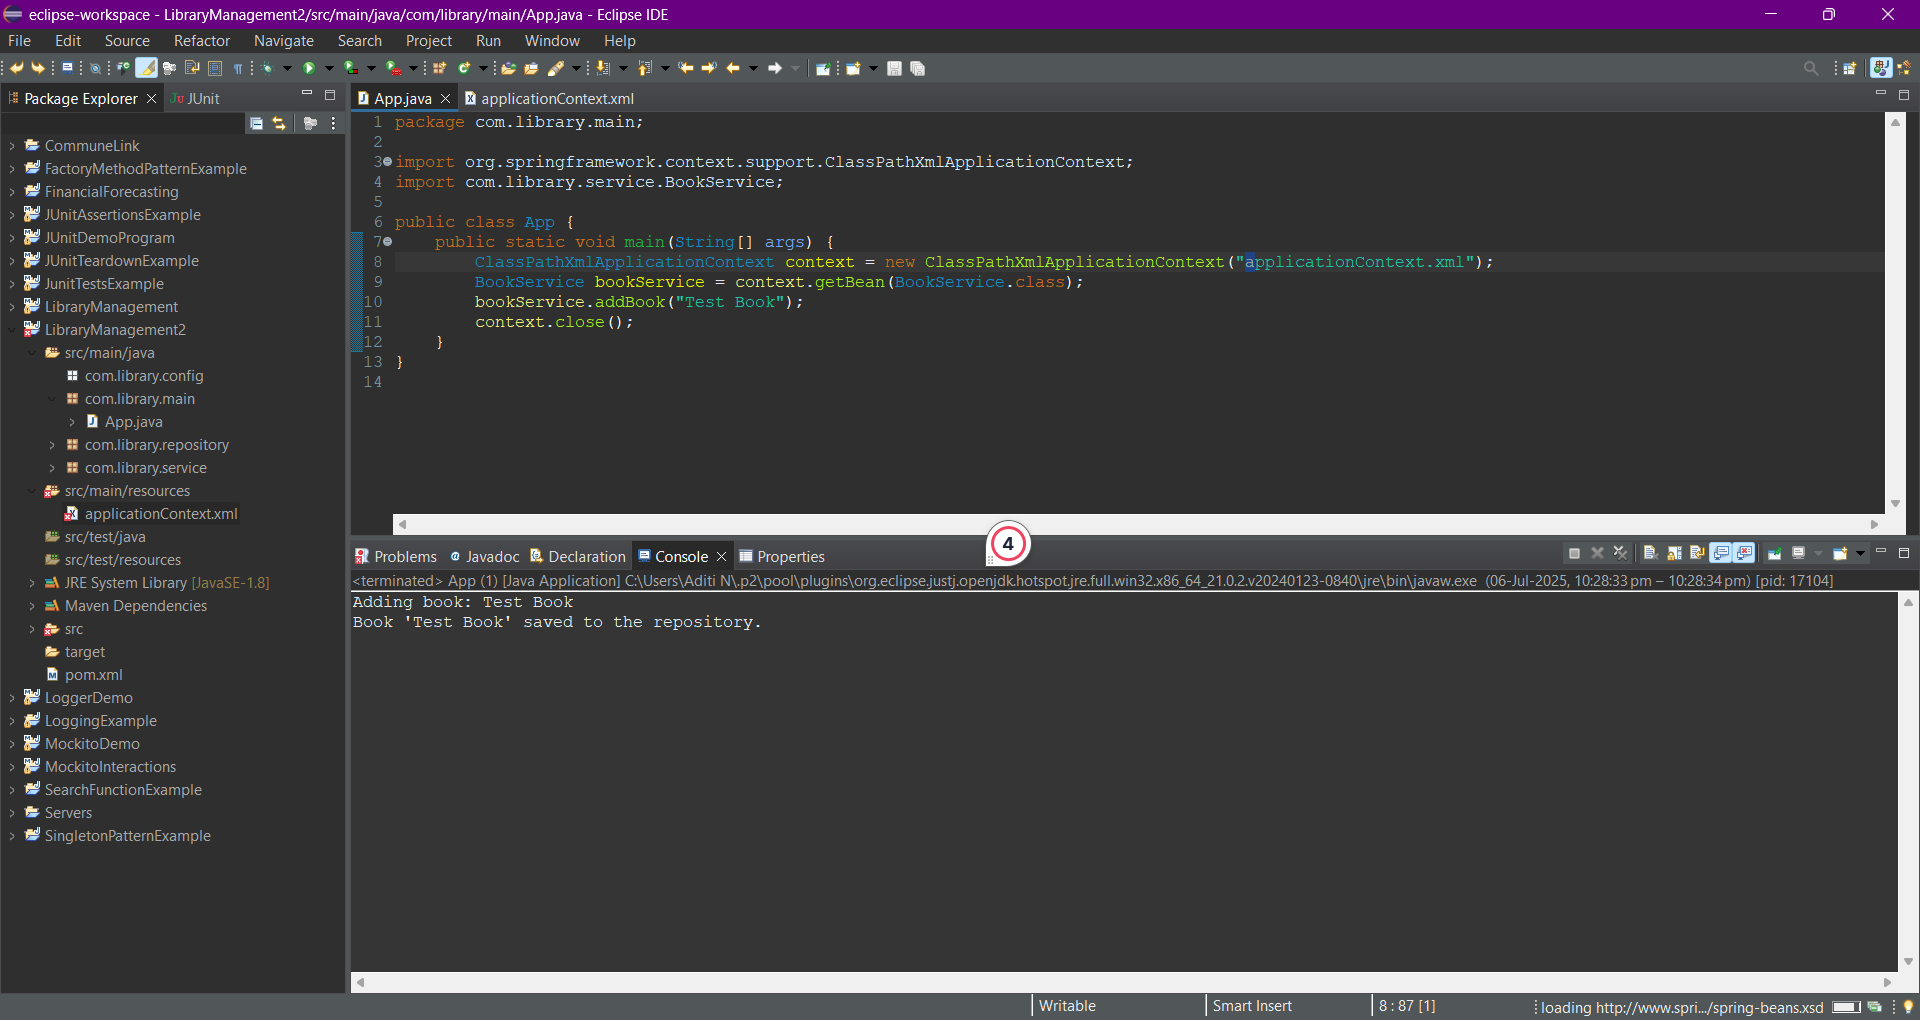 eclipse-workspace - LibraryManagement2/src/main/java/com/library/main/App.java - Eclipse IDE
File Edit Source Refactor Navigate Search Project Run Window Help
Package Explorer
JUnit
CommuneLink
FactoryMethodPatternExample
FinancialForecasting
JUnitAssertionsExample
JUnitDemoProgram
JUnitTeardownExample
JunitTestsExample
LibraryManagement
LibraryManagement2
src/main/java
com.library.config
com.library.main
App.java
com.library.repository
com.library.service
src/main/resources
applicationContext.xml
src/test/java
src/test/resources
JRE System Library [JavaSE-1.8]
Maven Dependencies
src
target
pom.xml
LoggerDemo
LoggingExample
MockitoDemo
MockitoInteractions
SearchFunctionExample
Servers
SingletonPatternExample
App.java applicationContext.xml
1 package com.library.main;
2
3 import org.springframework.context.support.ClassPathXmlApplicationContext;
4 import com.library.service.BookService;
5
6 public class App {
7 public static void main(String[] args) {
8 ClassPathXmlApplicationContext context = new ClassPathXmlApplicationContext("applicationContext.xml");
9 BookService bookService = context.getBean(BookService.class);
10 bookService.addBook("Test Book");
11 context.close();
12 }
13 }
14
4
Problems Javadoc Declaration Console Properties
<terminated> App (1) [Java Application] C:\Users\Aditi N\.p2\pool\plugins\org.eclipse.justj.openjdk.hotspot.jre.full.win32.x86_64_21.0.2.v20240123-0840\jre\bin\javaw.exe (06-Jul-2025, 10:28:33 pm – 10:28:34 pm) [pid: 17104]
Adding book: Test Book
Book 'Test Book' saved to the repository.
Writable Smart Insert 8 : 87 [1] loading http://www.spri.../spring-beans.xsd